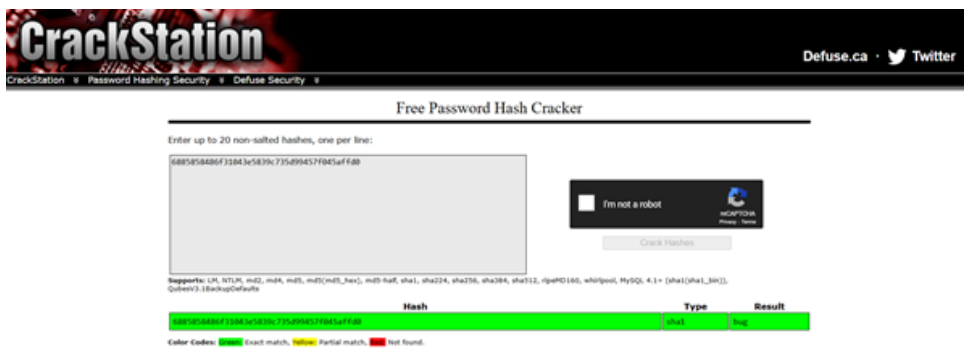 CrackStation
Defuse.ca · Twitter
CrackStation Password Hashing Security Defuse Security
Free Password Hash Cracker
Enter up to 20 non-salted hashes, one per line:
6885858486f31043e5839c735d99457f045affd0
I'm not a robot
reCAPTCHA
Privacy - Terms
Crack Hashes
Supports: LM, NTLM, md2, md4, md5, md5(md5_hex), md5-half, sha1, sha224, sha256, sha384, sha512, ripeMD160, whirlpool, MySQL 4.1+ (sha1(sha1_bin)),
QubesV3.1BackupDefaults
Hash Type Result
6885858486f31043e5839c735d99457f045affd0 sha1 bug
Color Codes: Green: Exact match, Yellow: Partial match, Red: Not found.